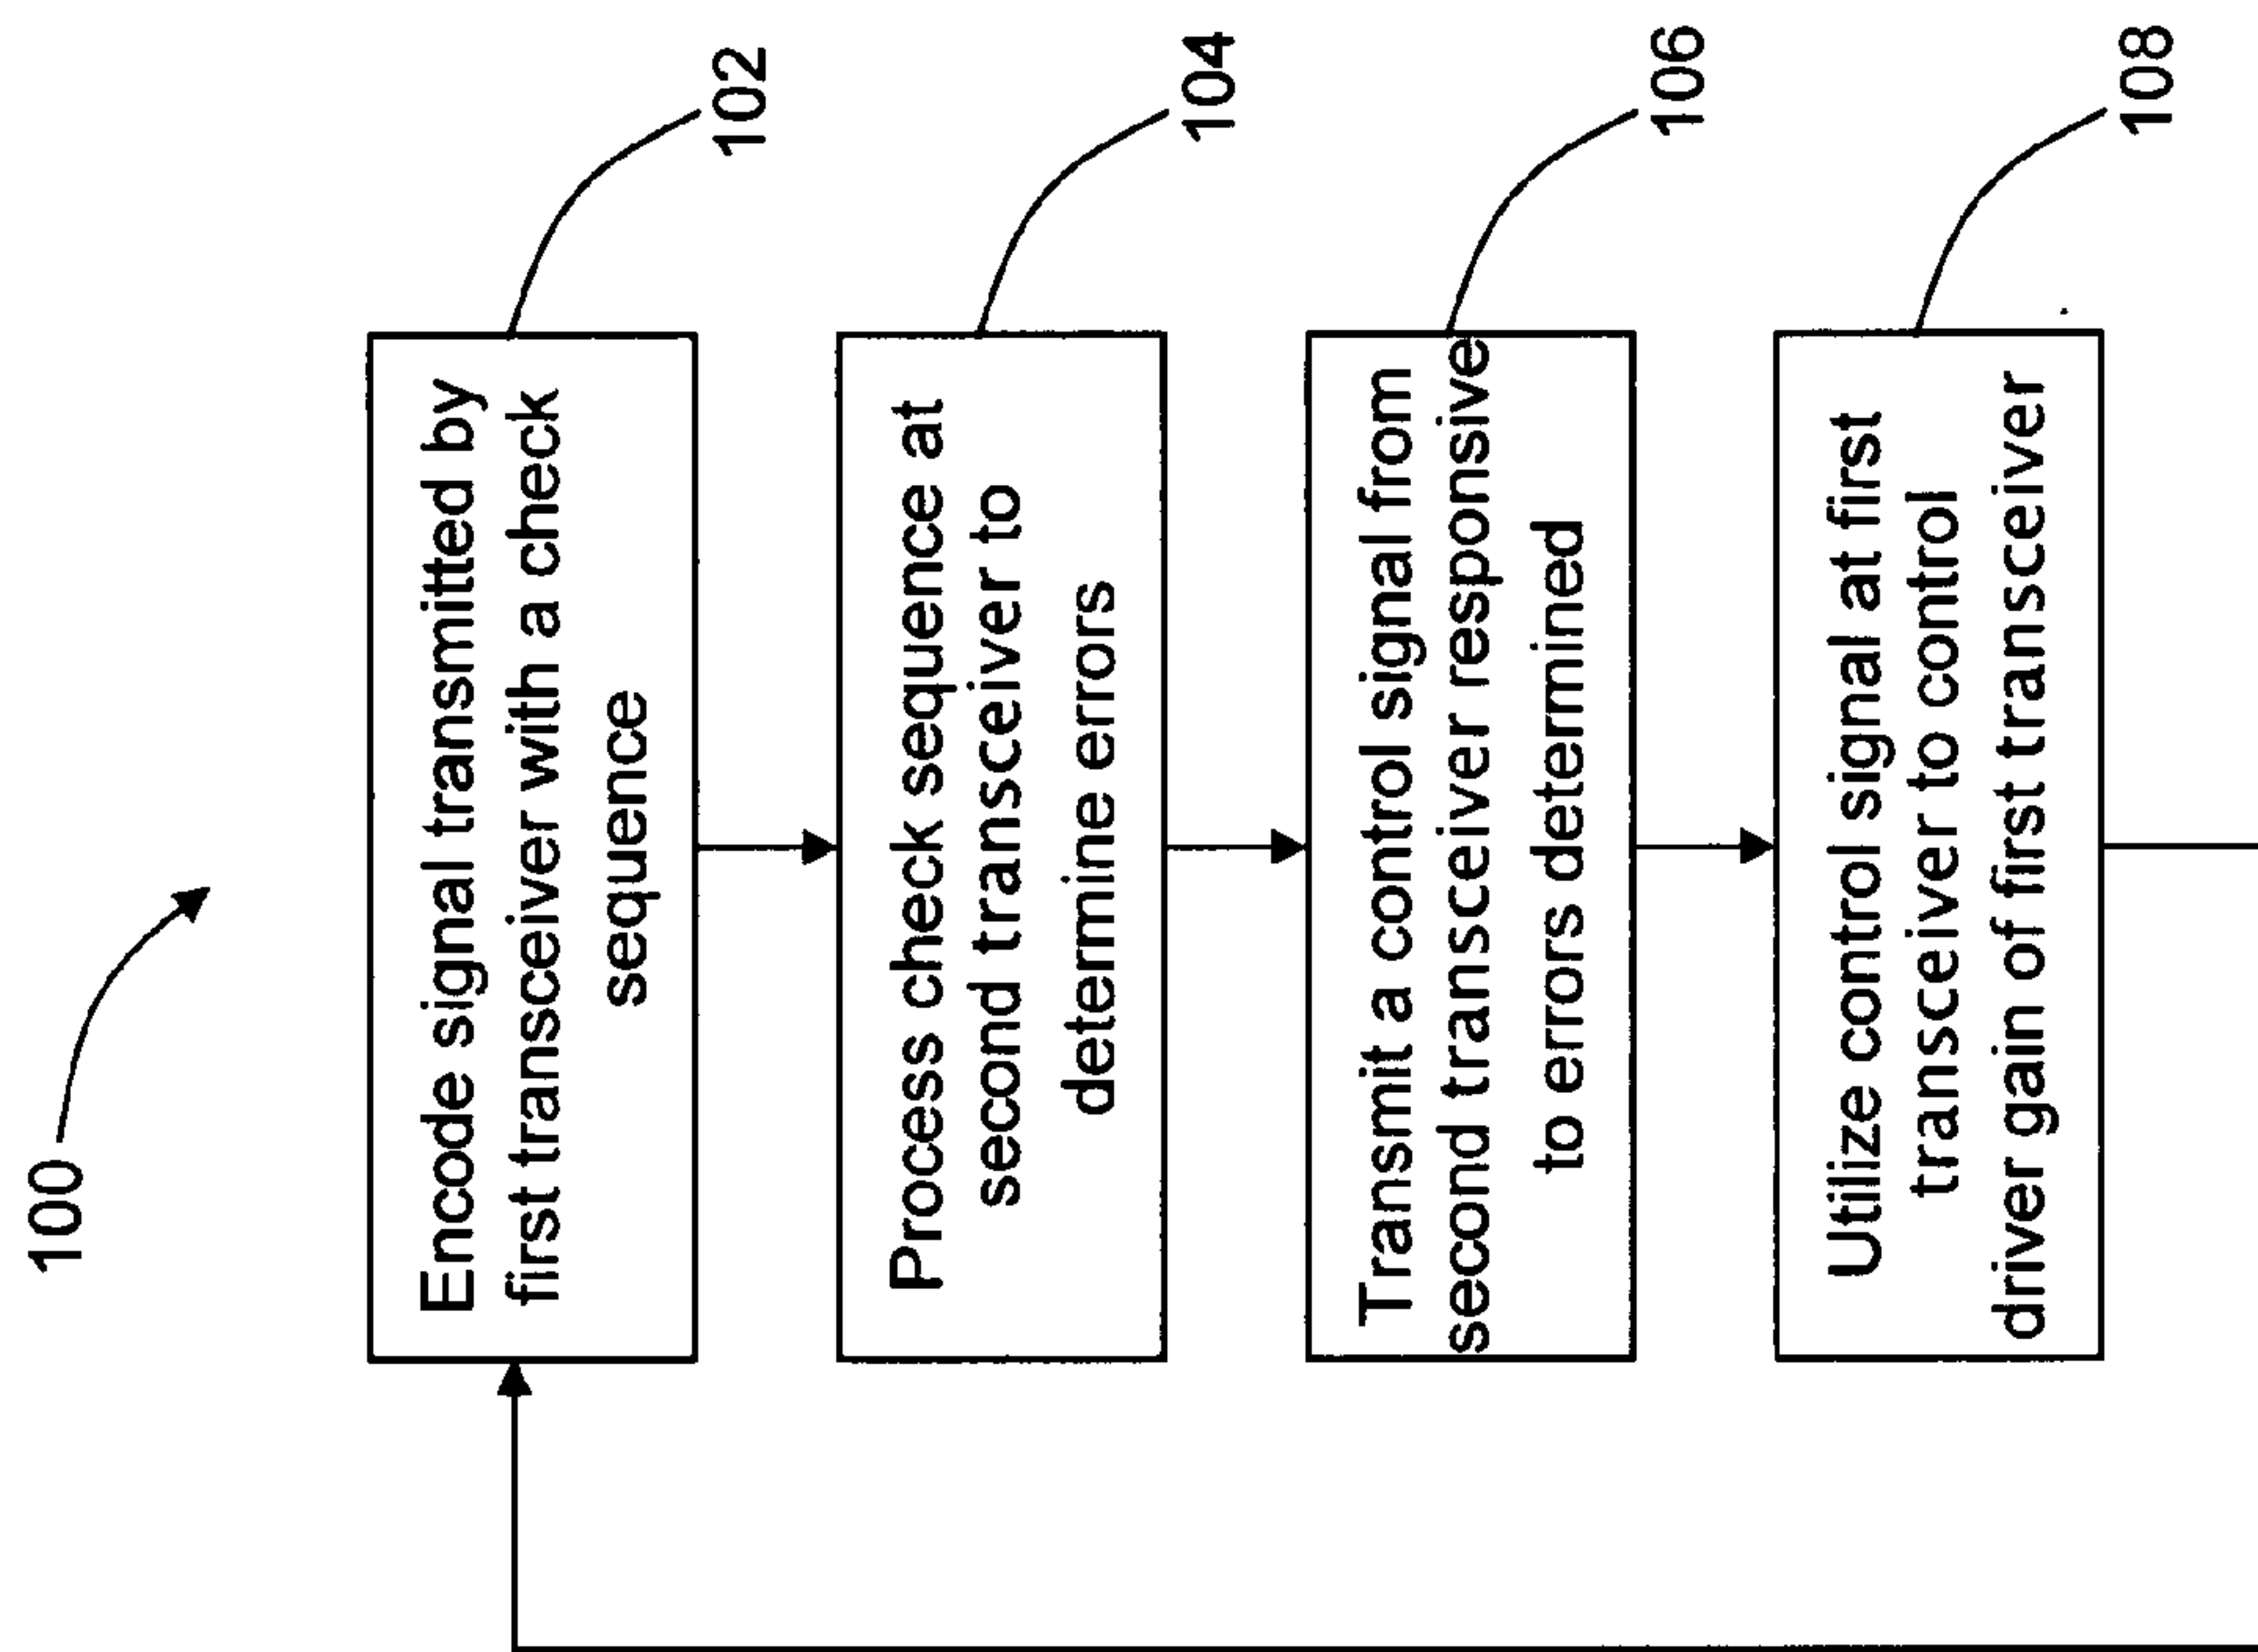 100
Encode signal transmitted by
first transceiver with a check
sequence
102
Process check sequence at
second transceiver to
determine errors
104
Transmit a control signal from
second transceiver responsive
to errors determined
106
Utilize control signal at first
transceiver to control
driver gain of first transceiver
108